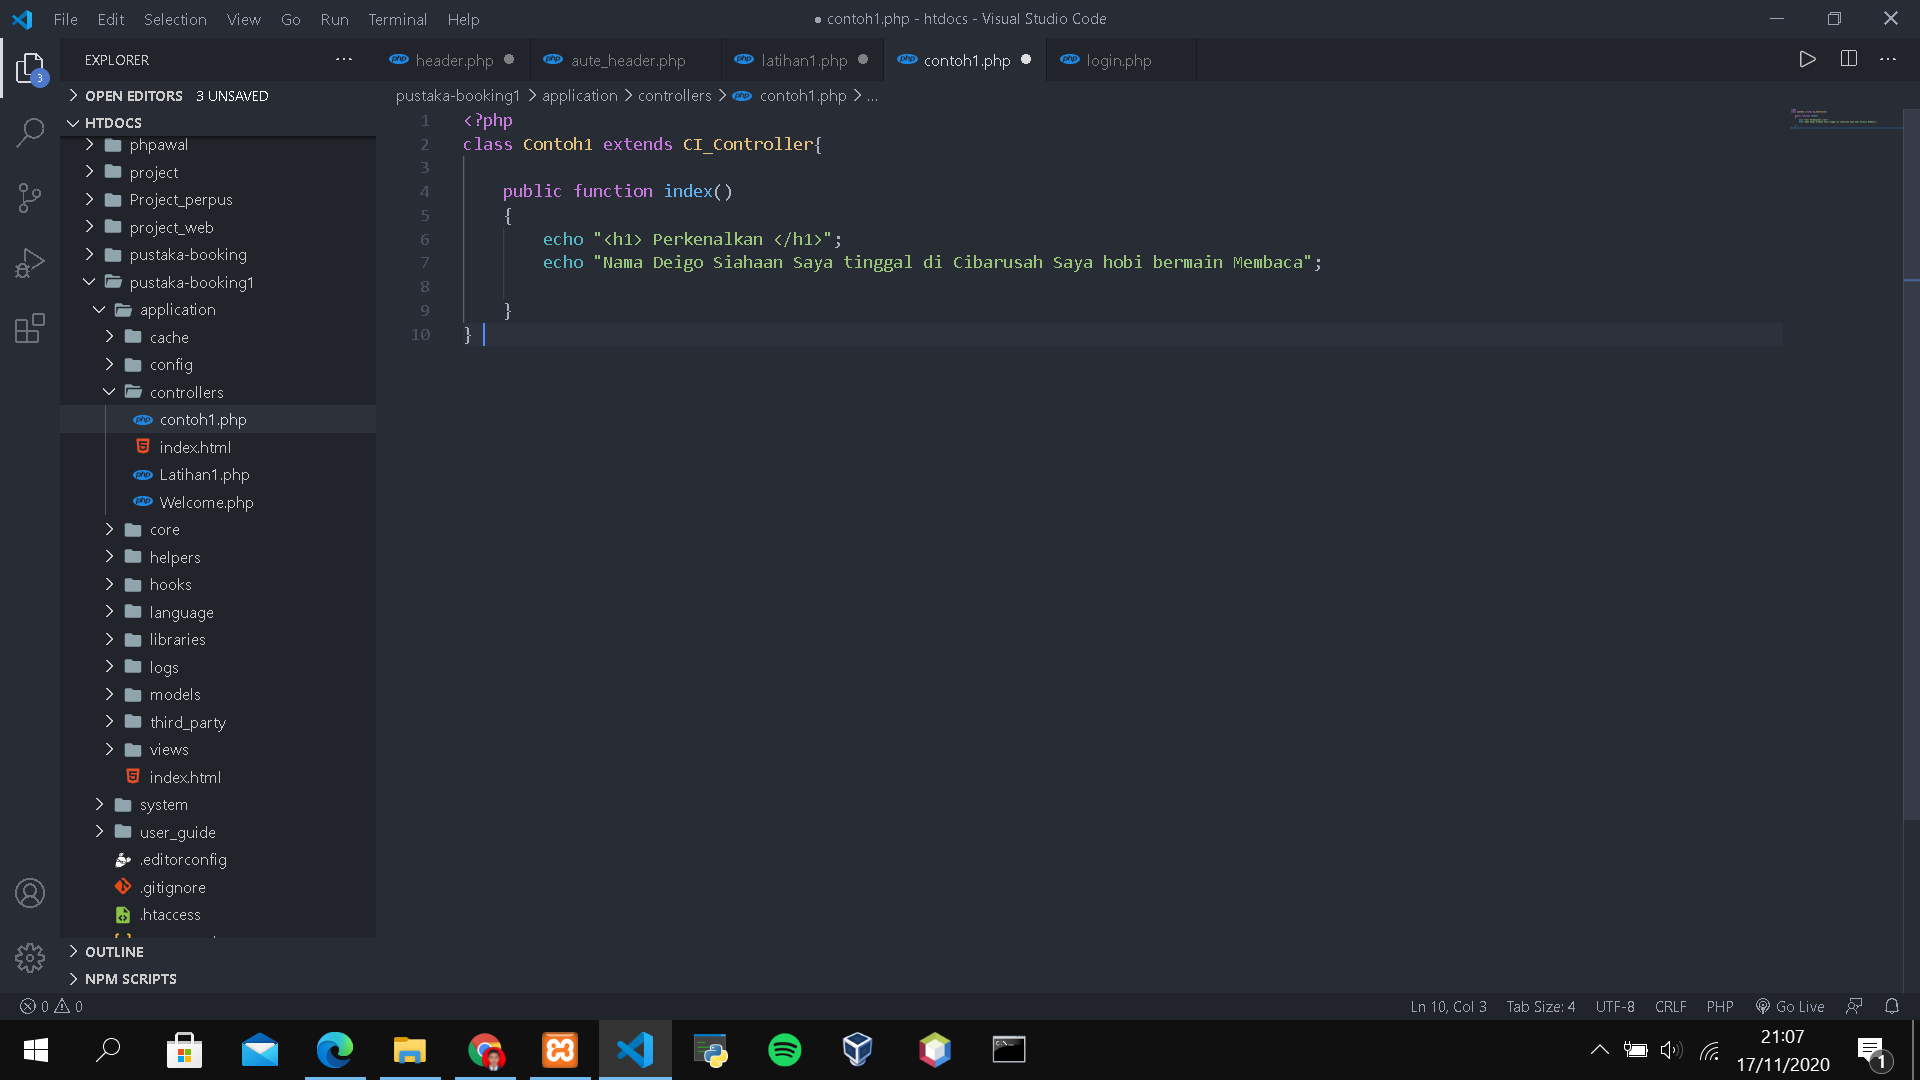 File Edit Selection View Go Run Terminal Help
● contoh1.php - htdocs - Visual Studio Code
EXPLORER
header.php
aute_header.php
latihan1.php
contoh1.php
login.php
OPEN EDITORS 3 UNSAVED
pustaka-booking1 > application > controllers > contoh1.php > ...
HTDOCS
phpawal
project
Project_perpus
project_web
pustaka-booking
pustaka-booking1
application
cache
config
controllers
contoh1.php
index.html
Latihan1.php
Welcome.php
core
helpers
hooks
language
libraries
logs
models
third_party
views
index.html
system
user_guide
.editorconfig
.gitignore
.htaccess
OUTLINE
NPM SCRIPTS
3
1 <?php
2 class Contoh1 extends CI_Controller{
3
4 public function index()
5 {
6 echo "<h1> Perkenalkan </h1>";
7 echo "Nama Deigo Siahaan Saya tinggal di Cibarusah Saya hobi bermain Membaca";
8
9 }
10 }
0 0
Ln 10, Col 3 Tab Size: 4 UTF-8 CRLF PHP Go Live
21:07
17/11/2020
1